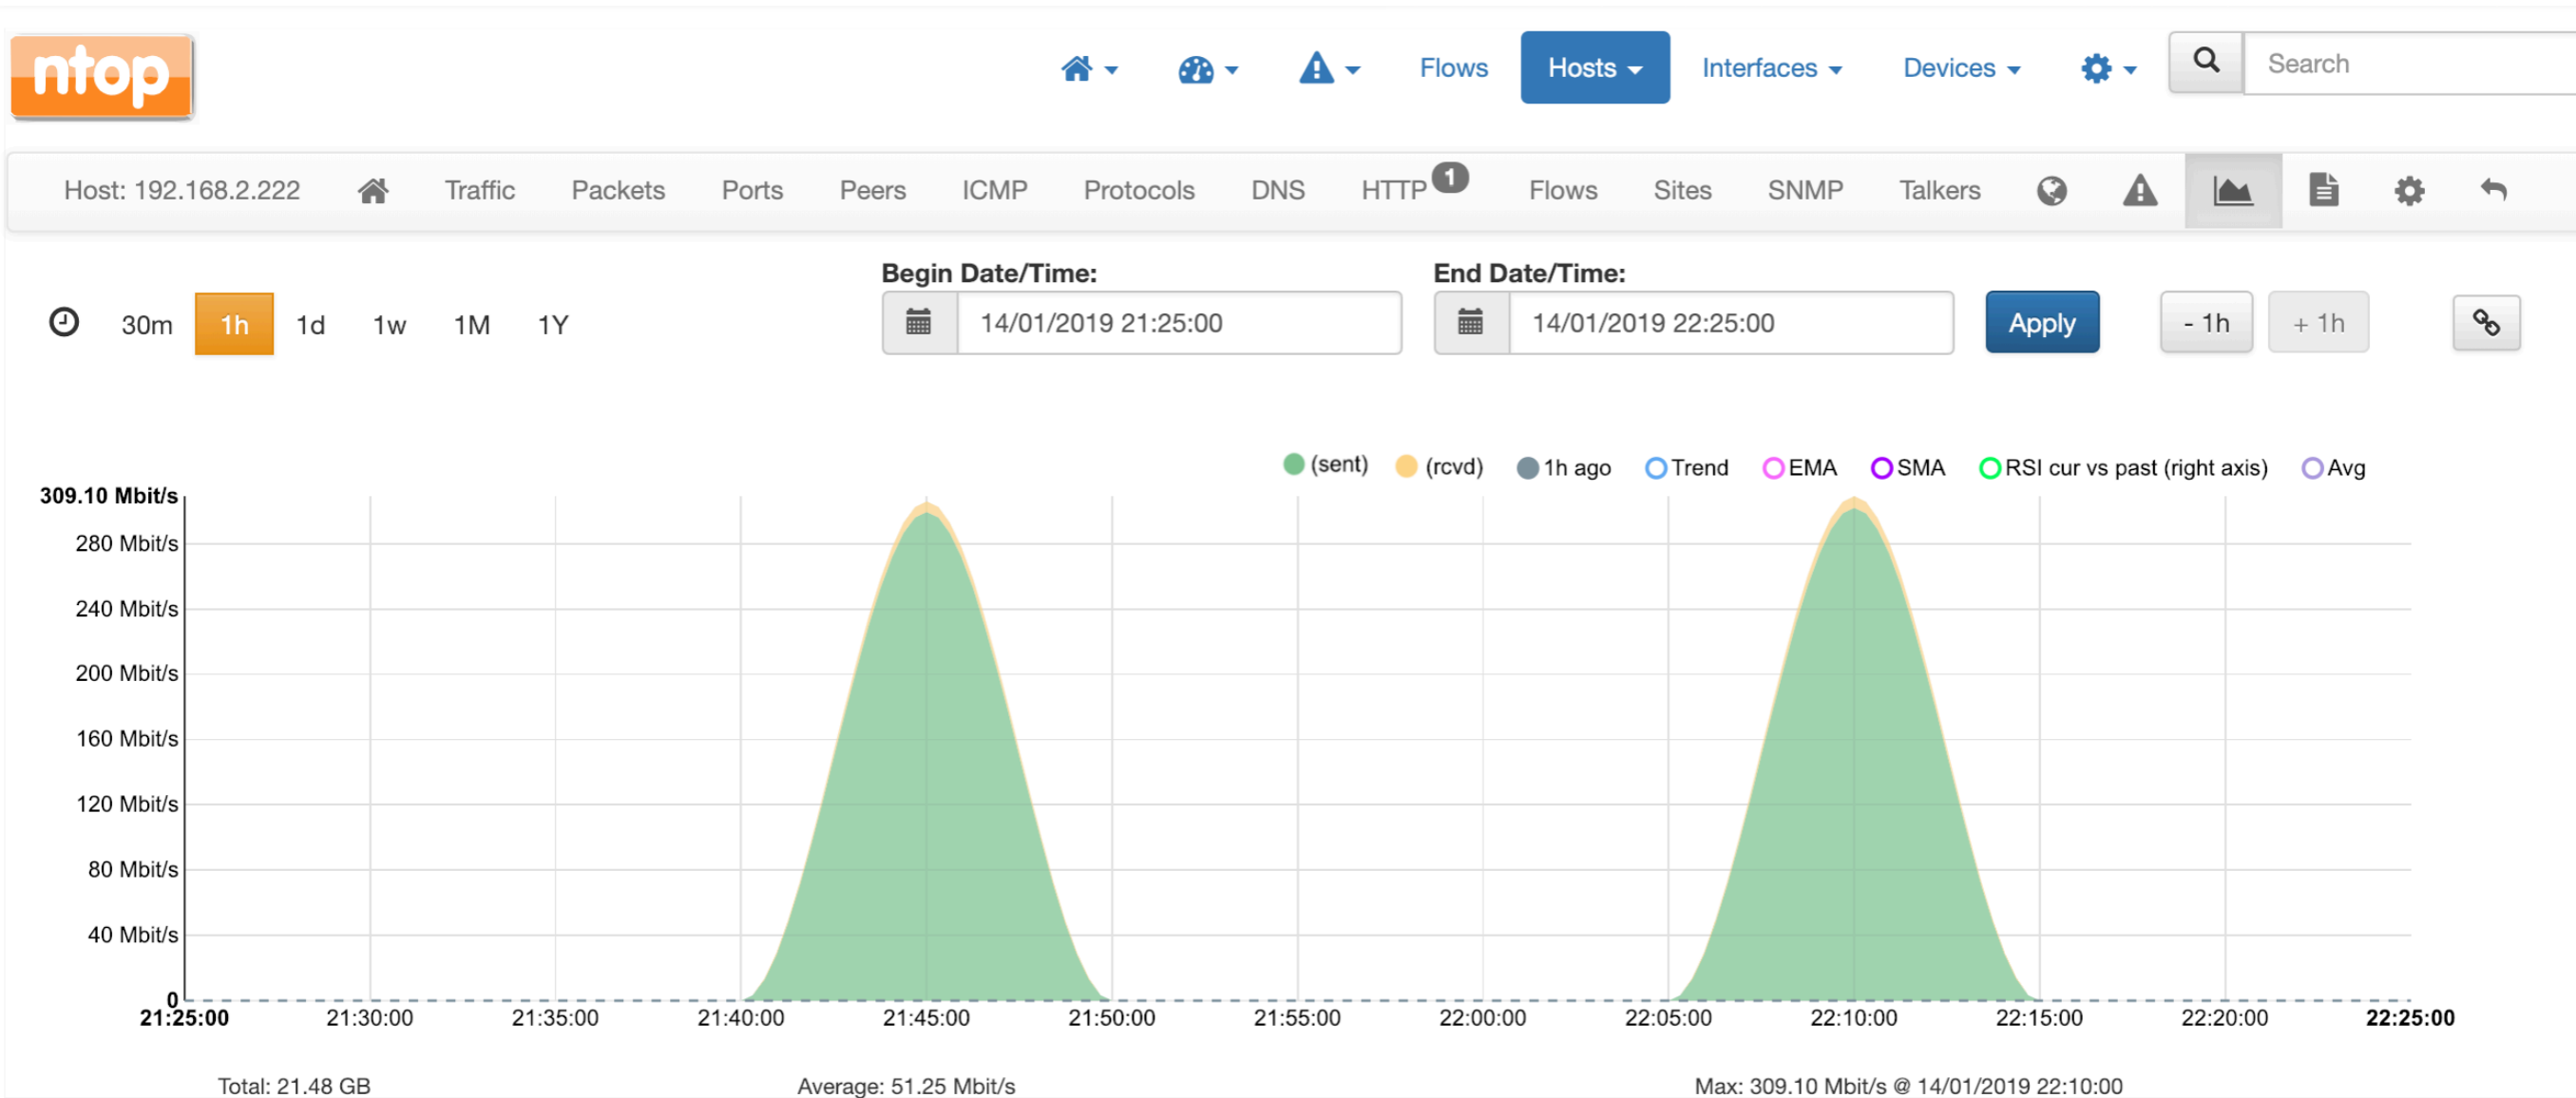 ntop
Flows
Hosts
Interfaces
Devices
Search
Host: 192.168.2.222
Traffic
Packets
Ports
Peers
ICMP
Protocols
DNS
HTTP 1
Flows
Sites
SNMP
Talkers
Begin Date/Time:
End Date/Time:
30m
1h
1d
1w
1M
1Y
14/01/2019 21:25:00
14/01/2019 22:25:00
Apply
- 1h
+ 1h
(sent)
(rcvd)
1h ago
Trend
EMA
SMA
RSI cur vs past (right axis)
Avg
309.10 Mbit/s
280 Mbit/s
240 Mbit/s
200 Mbit/s
160 Mbit/s
120 Mbit/s
80 Mbit/s
40 Mbit/s
0
21:25:00
21:30:00
21:35:00
21:40:00
21:45:00
21:50:00
21:55:00
22:00:00
22:05:00
22:10:00
22:15:00
22:20:00
22:25:00
Total: 21.48 GB
Average: 51.25 Mbit/s
Max: 309.10 Mbit/s @ 14/01/2019 22:10:00